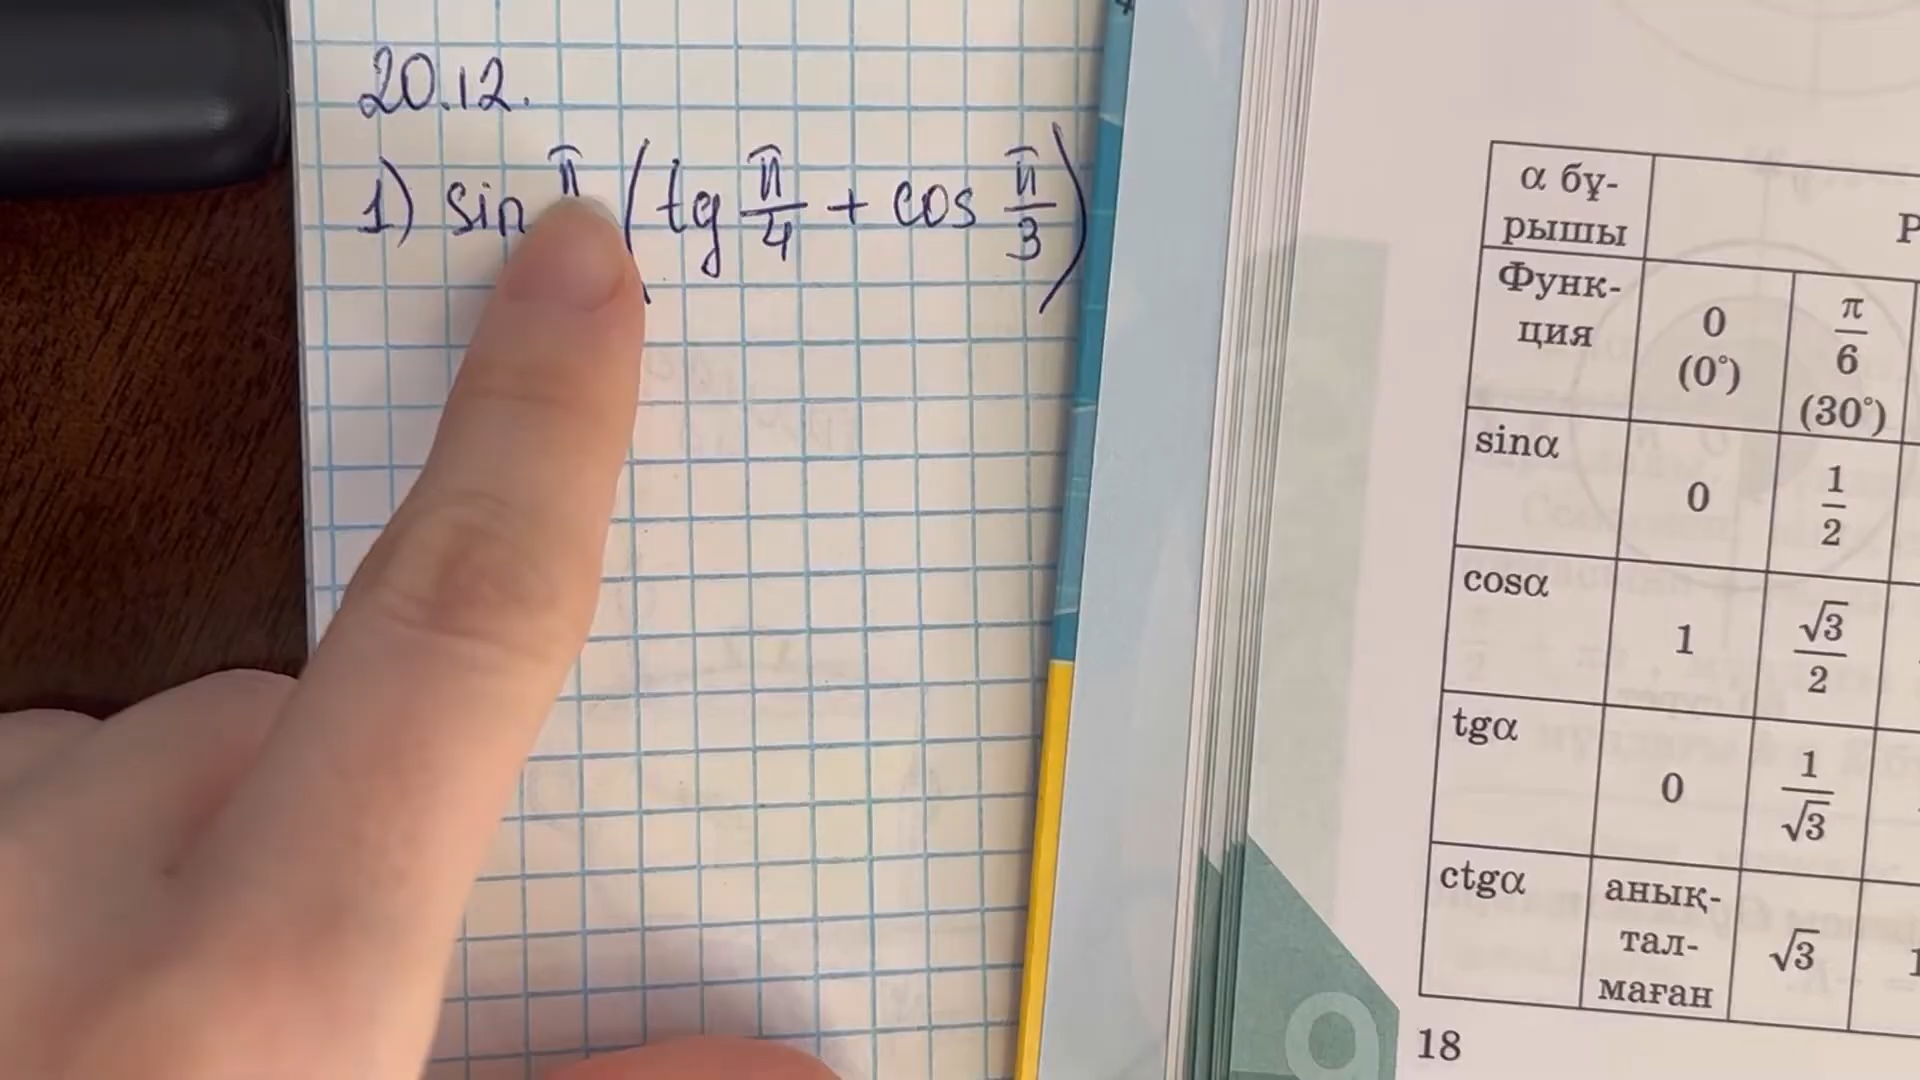 20.12.
1) sin π (tg π/4 + cos π/3)
α бұ-
рышы
Функ-
ция
0
(0°)
π/6
(30°)
sinα
0
1/2
cosα
1
√3/2
tgα
0
1/√3
ctgα
анық-
тал-
маған
√3
18